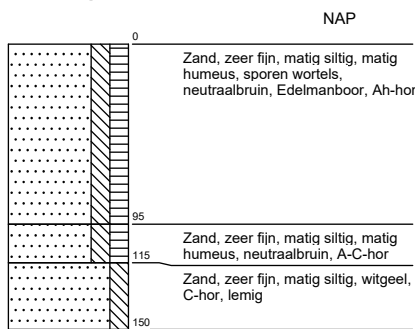 NAP
0
Zand, zeer fijn, matig siltig, matig
humeus, sporen wortels,
neutraalbruin, Edelmanboor, Ah-hor
95
Zand, zeer fijn, matig siltig, matig
humeus, neutraalbruin, A-C-hor
115
Zand, zeer fijn, matig siltig, witgeel,
C-hor, lemig
150